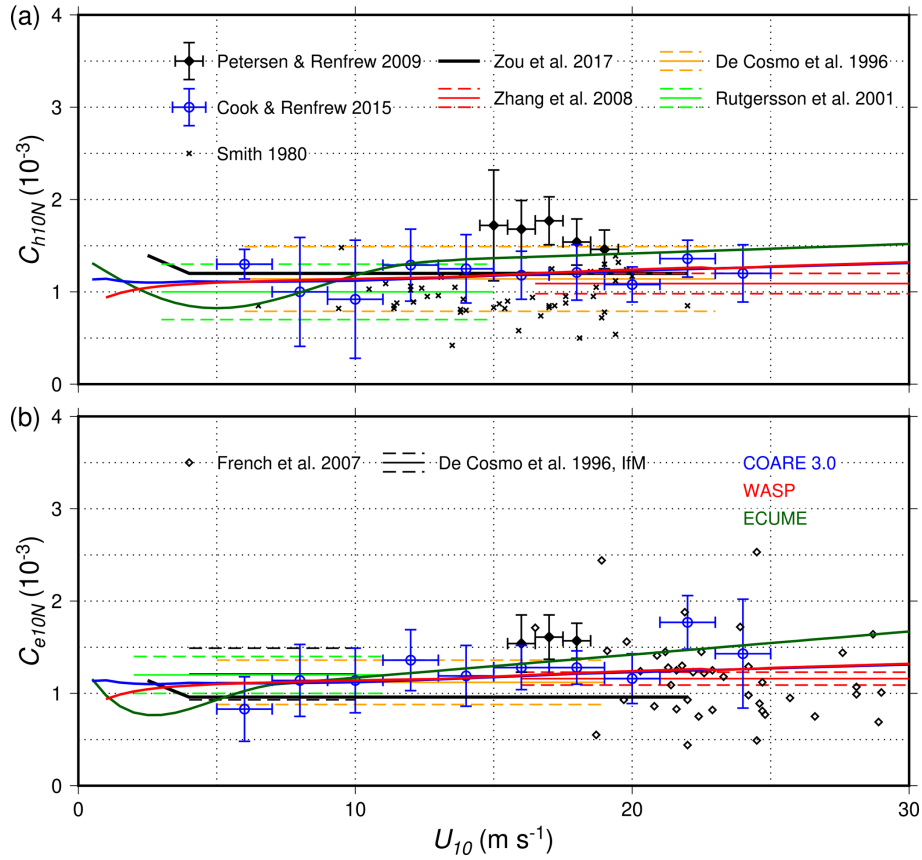 (a)
4
3
2
1
0
C_h10N (10⁻³)
Petersen & Renfrew 2009
Zou et al. 2017
De Cosmo et al. 1996
Cook & Renfrew 2015
Zhang et al. 2008
Rutgersson et al. 2001
Smith 1980
(b)
4
3
2
1
0
C_e10N (10⁻³)
French et al. 2007
De Cosmo et al. 1996, IfM
COARE 3.0
WASP
ECUME
0 10 20 30
U_10 (m s⁻¹)